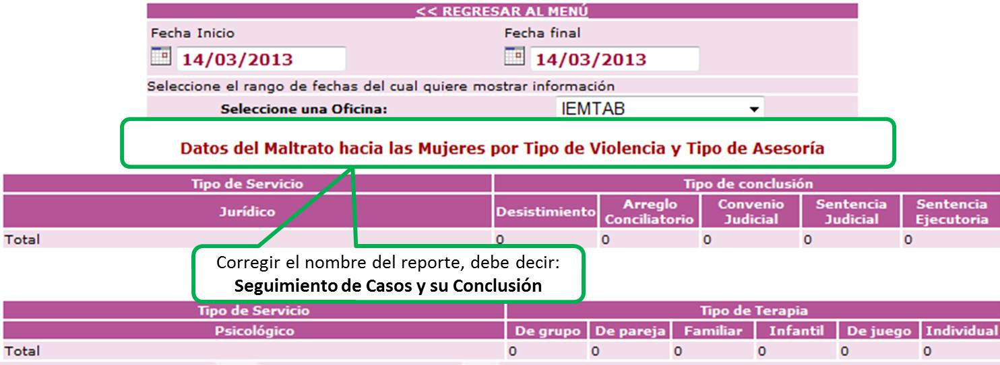 << REGRESAR AL MENÚ
Fecha Inicio Fecha final
14/03/2013 14/03/2013
Seleccione el rango de fechas del cual quiere mostrar información
Seleccione una Oficina: IEMTAB
Datos del Maltrato hacia las Mujeres por Tipo de Violencia y Tipo de Asesoría
Tipo de Servicio Tipo de conclusión
Jurídico Desistimiento Arreglo Conciliatorio Convenio Judicial Sentencia Judicial Sentencia Ejecutoria
Total 0 0 0 0 0
Corregir el nombre del reporte, debe decir:
Seguimiento de Casos y su Conclusión
Tipo de Servicio Tipo de Terapia
Psicológico De grupo De pareja Familiar Infantil De juego Individual
Total 0 0 0 0 0 0